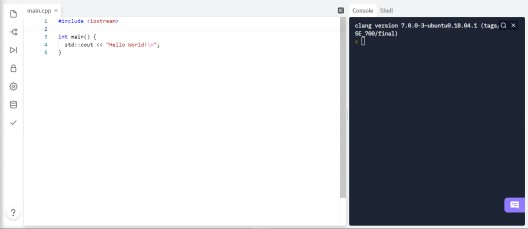 main.cpp ×
Console Shell
1 #include <iostream>
2
3 int main() {
4 std::cout << "Hello World!\n";
5 }
clang version 7.0.0-3~ubuntu0.18.04.1 (tags/
SE_700/final)
?